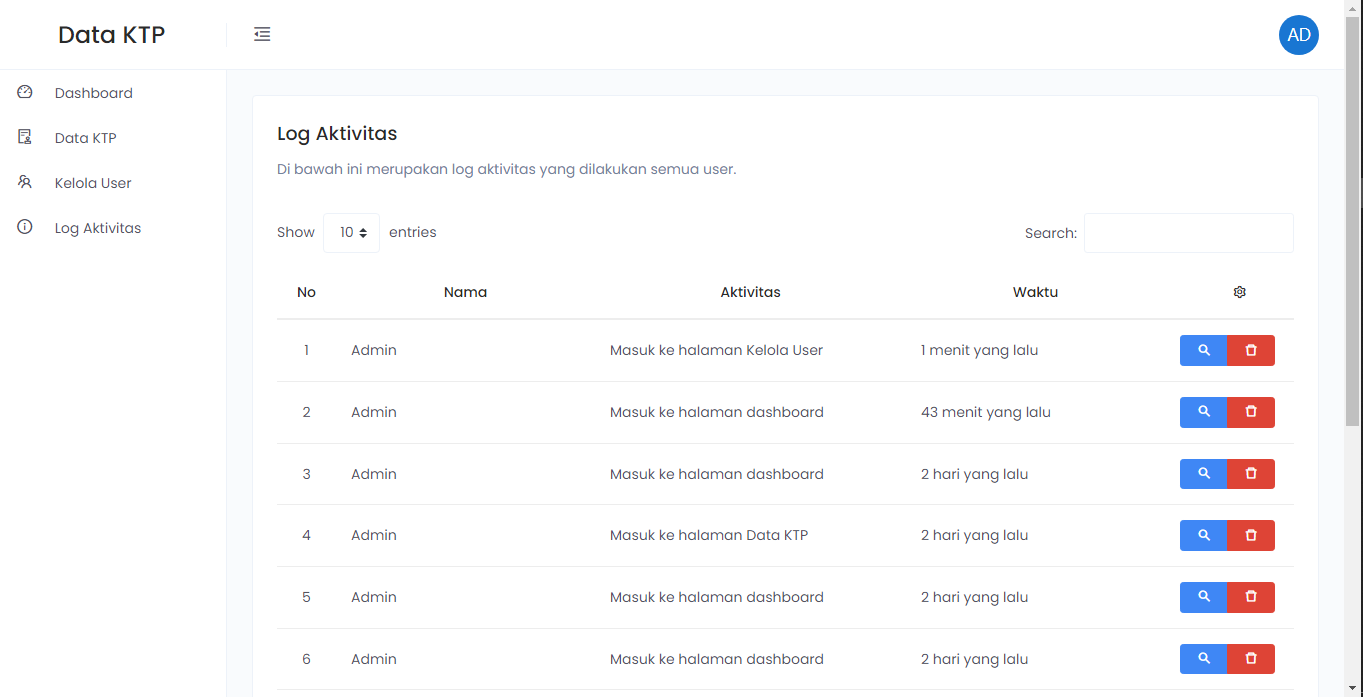 Data KTP
AD
Dashboard
Data KTP
Kelola User
Log Aktivitas
Log Aktivitas
Di bawah ini merupakan log aktivitas yang dilakukan semua user.
Show 10 entries Search:
No Nama Aktivitas Waktu
1 Admin Masuk ke halaman Kelola User 1 menit yang lalu
2 Admin Masuk ke halaman dashboard 43 menit yang lalu
3 Admin Masuk ke halaman dashboard 2 hari yang lalu
4 Admin Masuk ke halaman Data KTP 2 hari yang lalu
5 Admin Masuk ke halaman dashboard 2 hari yang lalu
6 Admin Masuk ke halaman dashboard 2 hari yang lalu